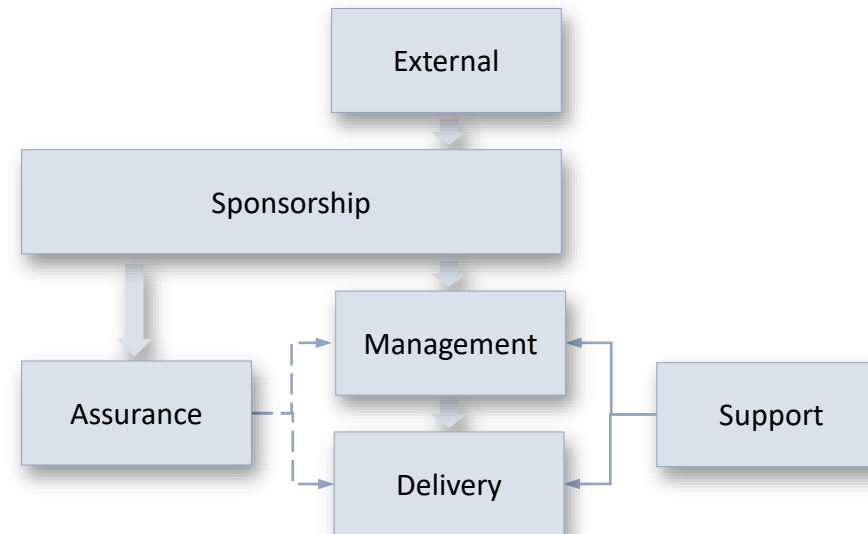 External
Sponsorship
Management
Assurance
Support
Delivery